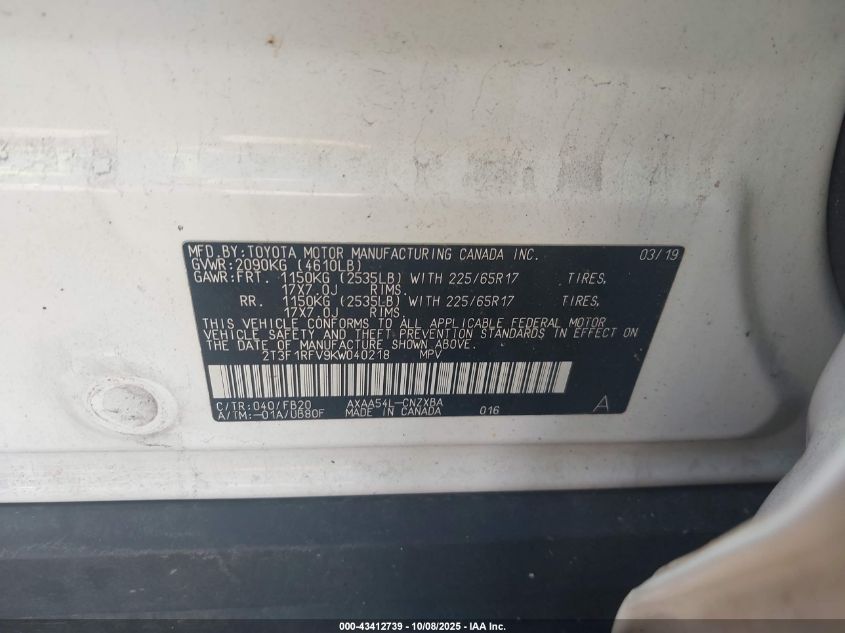 MFD.BY:TOYOTA MOTOR MANUFACTURING CANADA INC. 03/19
GVWR:2090KG (4610LB)
GAWR:FRT. 1150KG (2535LB) WITH 225/65R17 TIRES,
17X7.0J RIMS.
RR. 1150KG (2535LB) WITH 225/65R17 TIRES,
17X7.0J RIMS.
THIS VEHICLE CONFORMS TO ALL APPLICABLE FEDERAL MOTOR
VEHICLE SAFETY AND THEFT PREVENTION STANDARDS IN EFFECT ON
THE DATE OF MANUFACTURE SHOWN ABOVE.
2T3F1RFV9KW040218 MPV
C/TR:040/FB20 AXAA54L-CNZXBA 016 A
A/TM:-01A/UB80F MADE IN CANADA
000-43412739 - 10/08/2025 - IAA Inc.